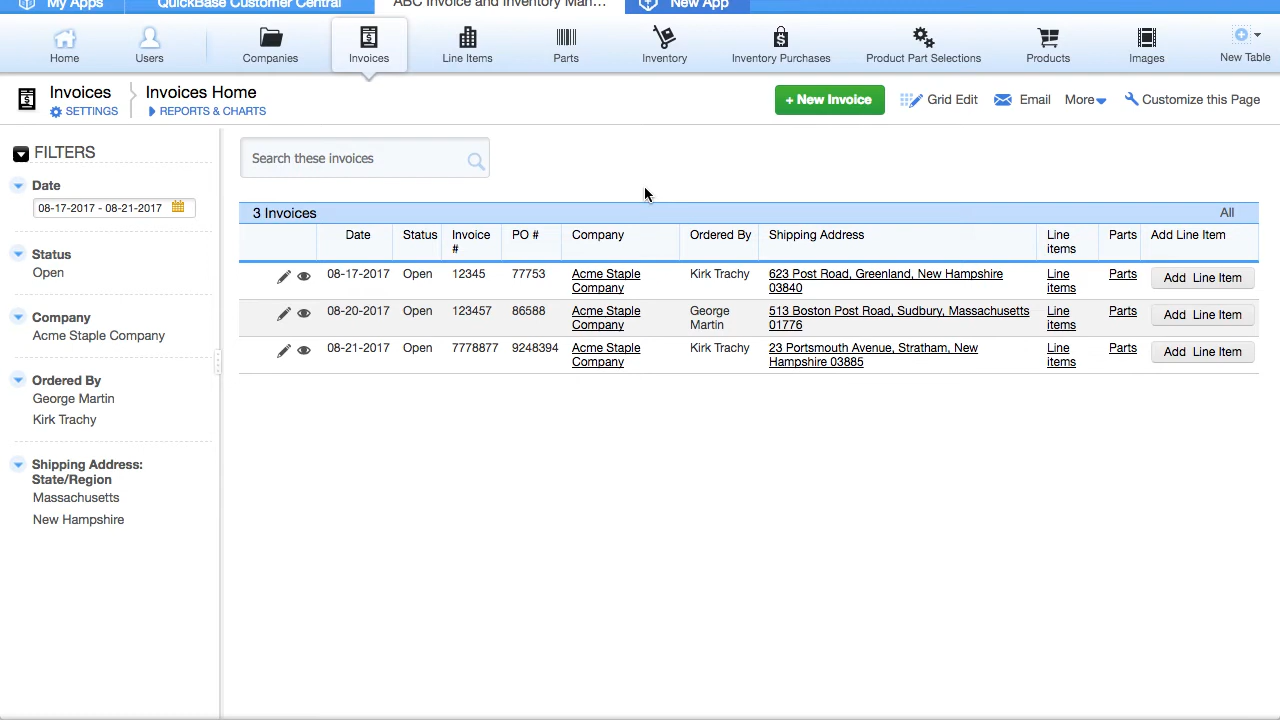 My Apps QuickBase Customer Central ABC Invoice and Inventory Man... New App
Home Users Companies Invoices Line Items Parts Inventory Inventory Purchases Product Part Selections Products Images New Table
Invoices Invoices Home
SETTINGS REPORTS & CHARTS
+ New Invoice Grid Edit Email More Customize this Page
FILTERS
Date
08-17-2017 - 08-21-2017
Status
Open
Company
Acme Staple Company
Ordered By
George Martin
Kirk Trachy
Shipping Address:
State/Region
Massachusetts
New Hampshire
Search these invoices
3 Invoices All
Date Status Invoice PO # Company Ordered By Shipping Address Line Parts Add Line Item
# items
08-17-2017 Open 12345 77753 Acme Staple Kirk Trachy 623 Post Road, Greenland, New Hampshire Line Parts Add Line Item
Company 03840 items
08-20-2017 Open 123457 86588 Acme Staple George 513 Boston Post Road, Sudbury, Massachusetts Line Parts Add Line Item
Company Martin 01776 items
08-21-2017 Open 7778877 9248394 Acme Staple Kirk Trachy 23 Portsmouth Avenue, Stratham, New Line Parts Add Line Item
Company Hampshire 03885 items